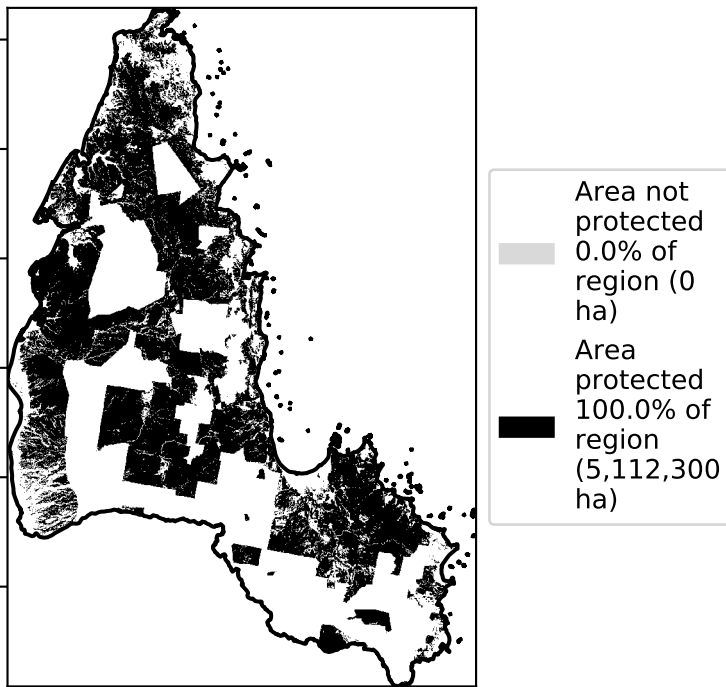 Area not
protected
0.0% of
region (0
ha)
Area
protected
100.0% of
region
(5,112,300
ha)